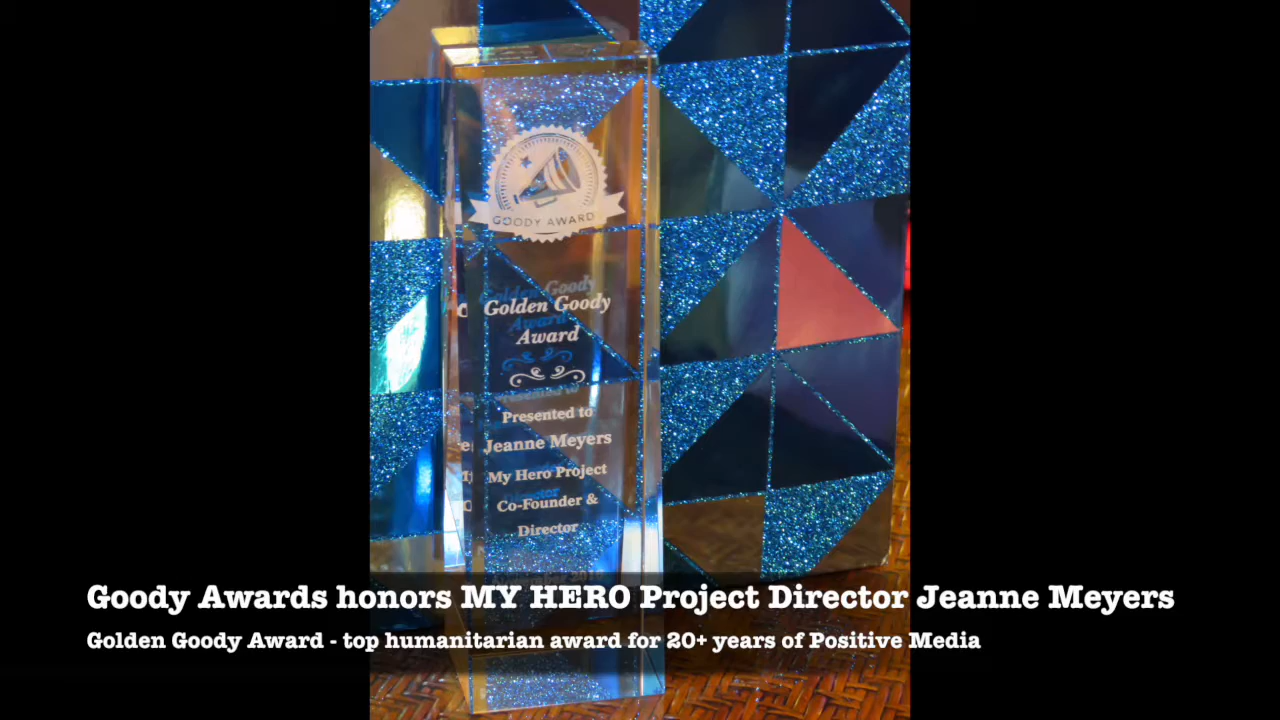 GOODY AWARD
Golden Goody
Award
Presented to
Jeanne Meyers
My Hero Project
Co-Founder &
Director
Goody Awards honors MY HERO Project Director Jeanne Meyers
Golden Goody Award - top humanitarian award for 20+ years of Positive Media